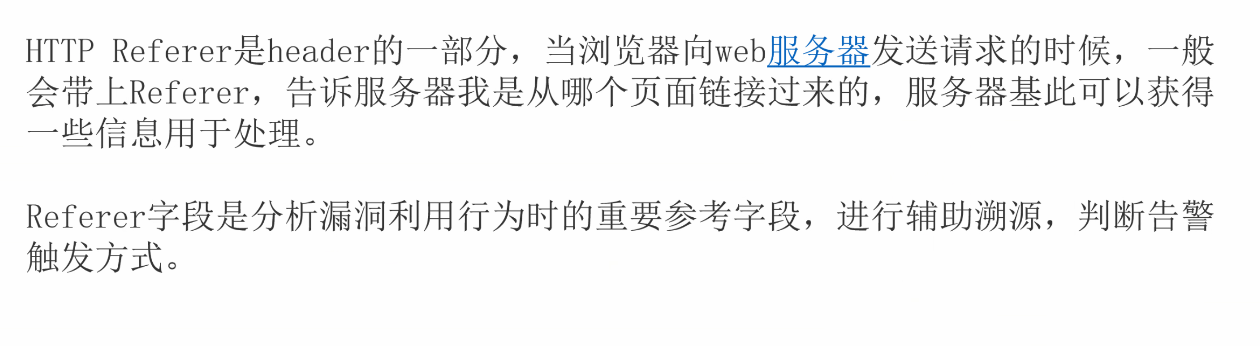 HTTP Referer是header的一部分，当浏览器向web服务器发送请求的时候，一般
会带上Referer，告诉服务器我是从哪个页面链接过来的，服务器基此可以获得
一些信息用于处理。
Referer字段是分析漏洞利用行为时的重要参考字段，进行辅助溯源，判断告警
触发方式。